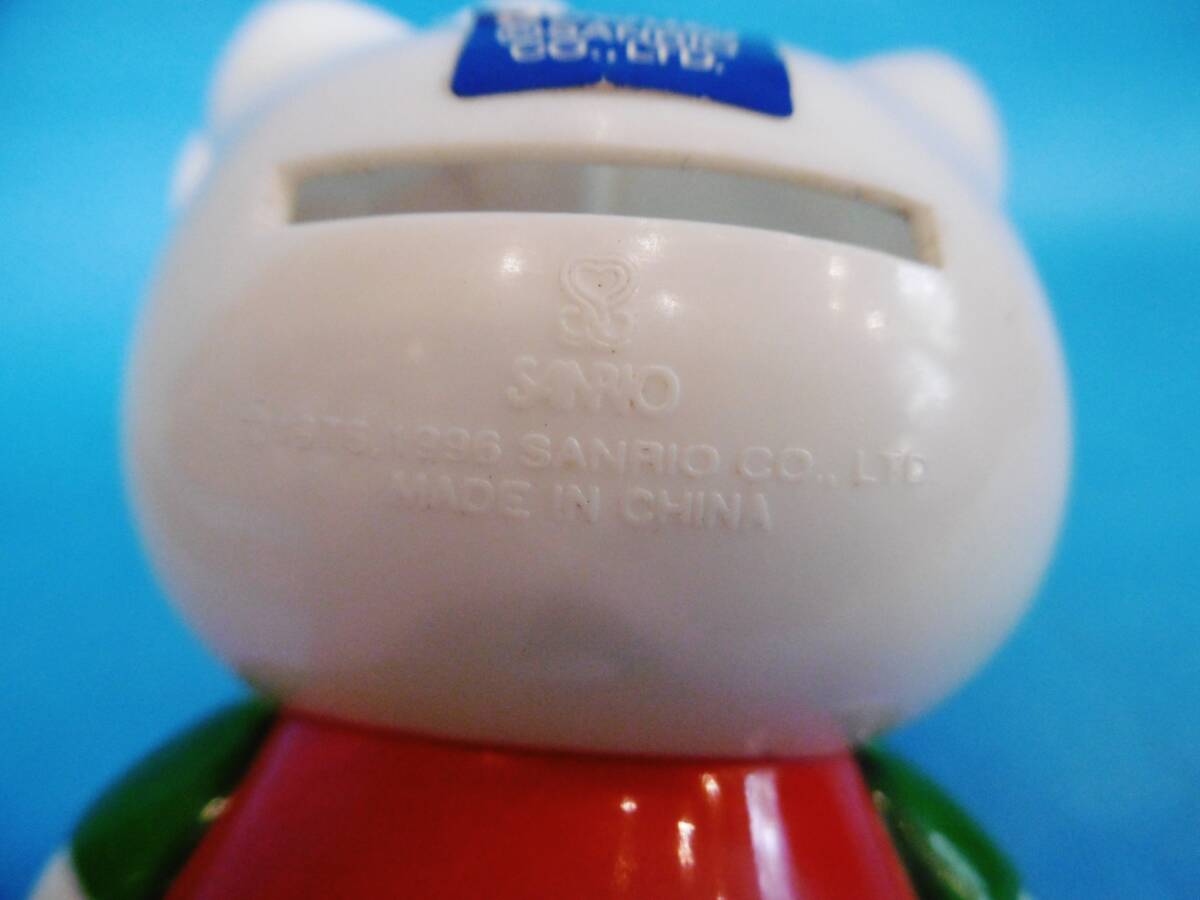 ©SANRIO
CO., LTD.
SANRIO
© 1976, 1996 SANRIO CO., LTD.
MADE IN CHINA